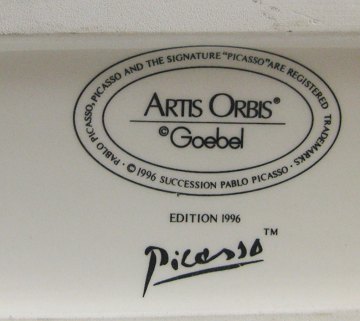 PABLO PICASSO, PICASSO AND THE SIGNATURE "PICASSO" ARE REGISTERED TRADEMARKS
ARTIS ORBIS®
©Goebel
· © 1996 SUCCESSION PABLO PICASSO ·
EDITION 1996
Picasso™